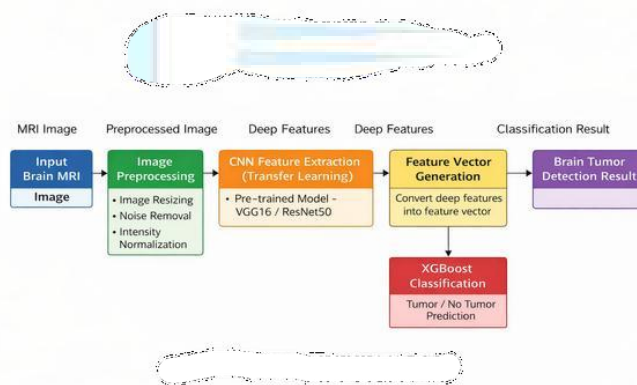 MRI Image
Preprocessed Image
Deep Features
Deep Features
Classification Result
Input
Brain MRI
Image
Image
Preprocessing
• Image Resizing
• Noise Removal
• Intensity
Normalization
CNN Feature Extraction
(Transfer Learning)
• Pre-trained Model -
VGG16 / ResNet50
Feature Vector
Generation
Convert deep features
into feature vector
XGBoost
Classification
Tumor / No Tumor
Prediction
Brain Tumor
Detection Result